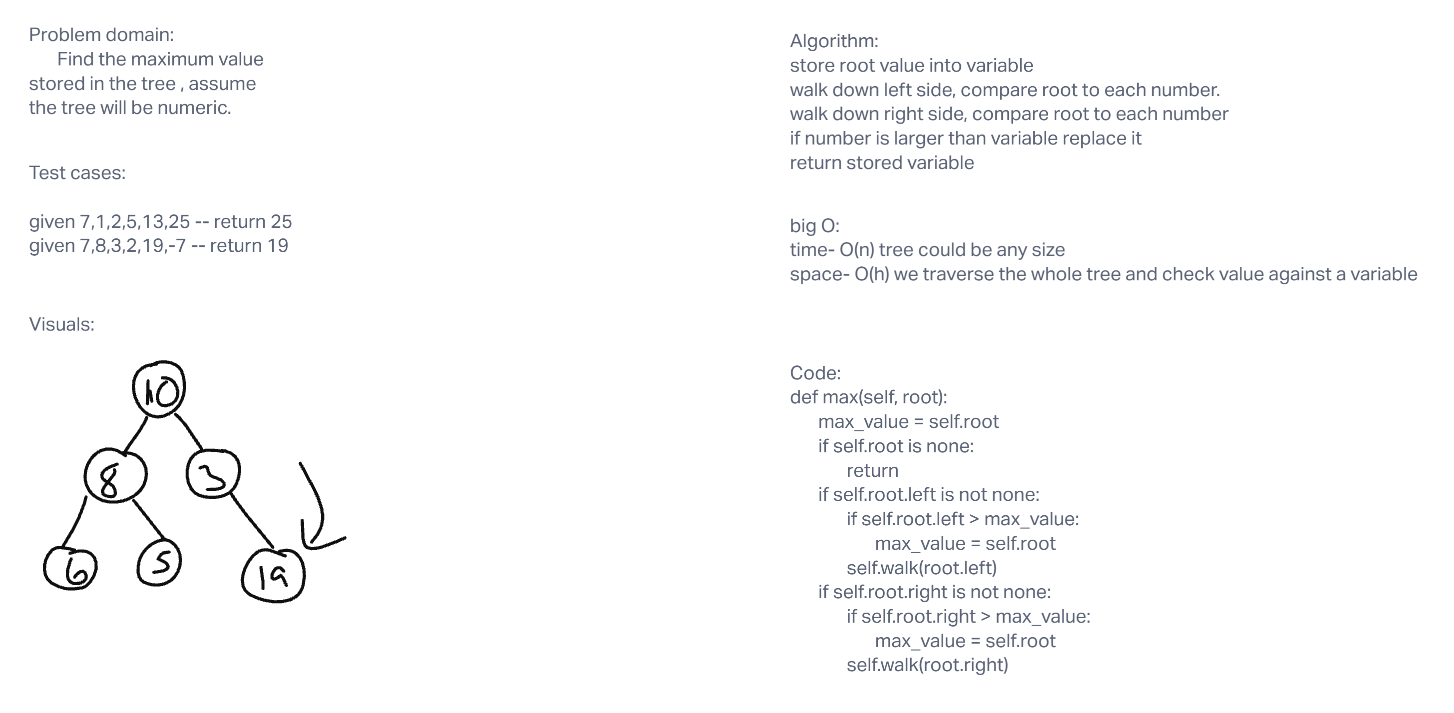 Problem domain:
Find the maximum value
stored in the tree , assume
the tree will be numeric.
Test cases:
given 7,1,2,5,13,25 -- return 25
given 7,8,3,2,19,-7 -- return 19
Visuals:
10
8 3
6 5 19
Algorithm:
store root value into variable
walk down left side, compare root to each number.
walk down right side, compare root to each number
if number is larger than variable replace it
return stored variable
big O:
time- O(n) tree could be any size
space- O(h) we traverse the whole tree and check value against a variable
Code:
def max(self, root):
max_value = self.root
if self.root is none:
return
if self.root.left is not none:
if self.root.left > max_value:
max_value = self.root
self.walk(root.left)
if self.root.right is not none:
if self.root.right > max_value:
max_value = self.root
self.walk(root.right)